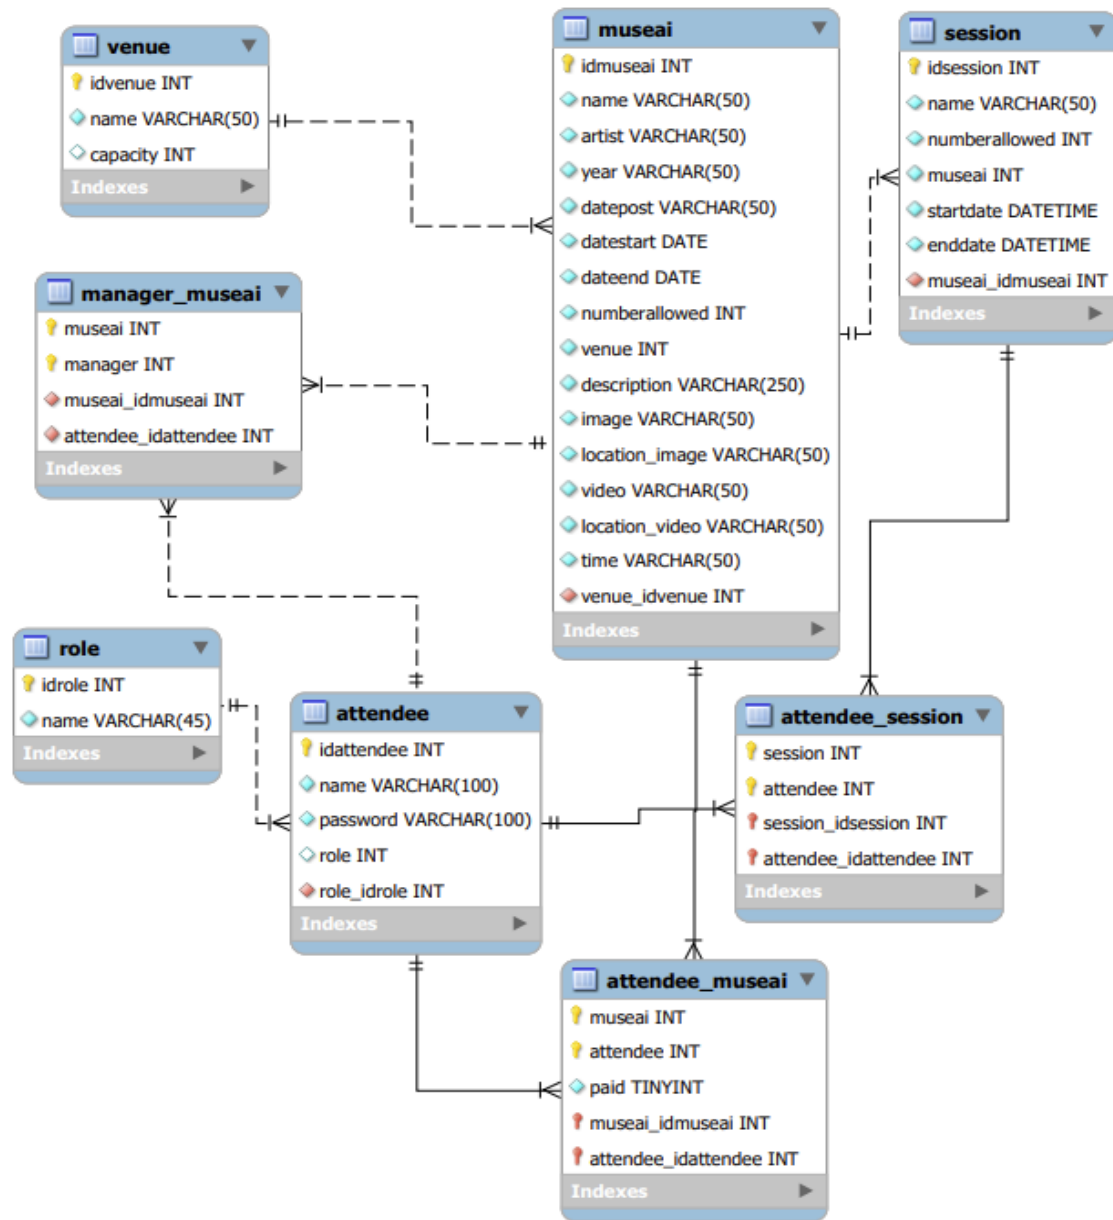 venue
idvenue INT
name VARCHAR(50)
capacity INT
Indexes
museai
idmuseai INT
name VARCHAR(50)
artist VARCHAR(50)
year VARCHAR(50)
datepost VARCHAR(50)
datestart DATE
dateend DATE
numberallowed INT
venue INT
description VARCHAR(250)
image VARCHAR(50)
location_image VARCHAR(50)
video VARCHAR(50)
location_video VARCHAR(50)
time VARCHAR(50)
venue_idvenue INT
Indexes
session
idsession INT
name VARCHAR(50)
numberallowed INT
museai INT
startdate DATETIME
enddate DATETIME
museai_idmuseai INT
Indexes
manager_museai
museai INT
manager INT
museai_idmuseai INT
attendee_idattendee INT
Indexes
role
idrole INT
name VARCHAR(45)
Indexes
attendee
idattendee INT
name VARCHAR(100)
password VARCHAR(100)
role INT
role_idrole INT
Indexes
attendee_session
session INT
attendee INT
session_idsession INT
attendee_idattendee INT
Indexes
attendee_museai
museai INT
attendee INT
paid TINYINT
museai_idmuseai INT
attendee_idattendee INT
Indexes